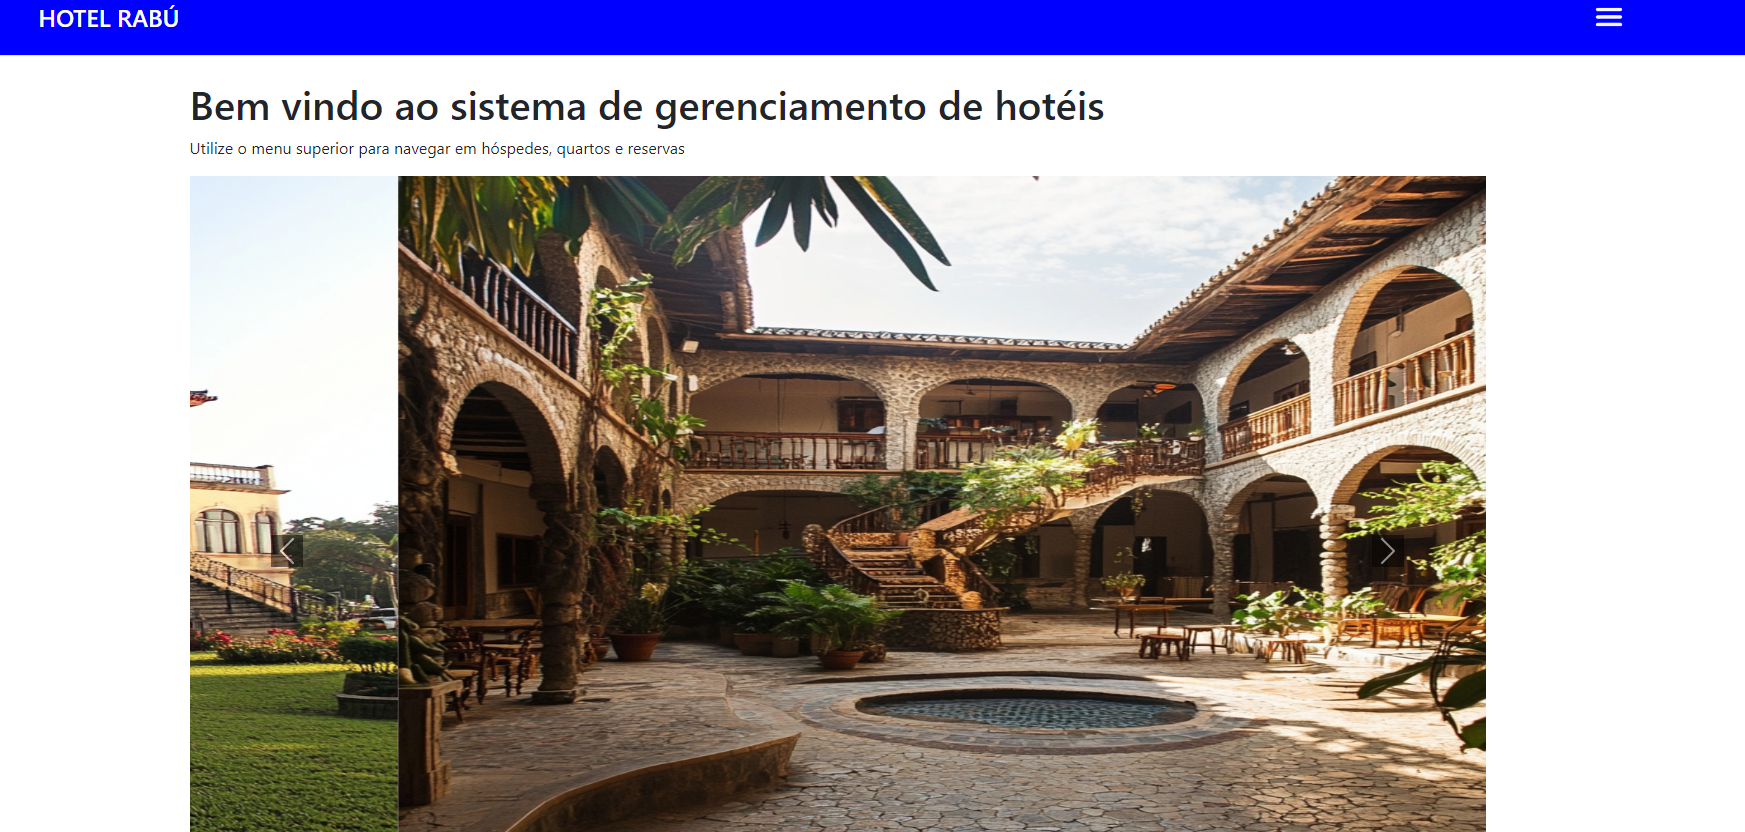 HOTEL RABÚ
Bem vindo ao sistema de gerenciamento de hotéis
Utilize o menu superior para navegar em hóspedes, quartos e reservas